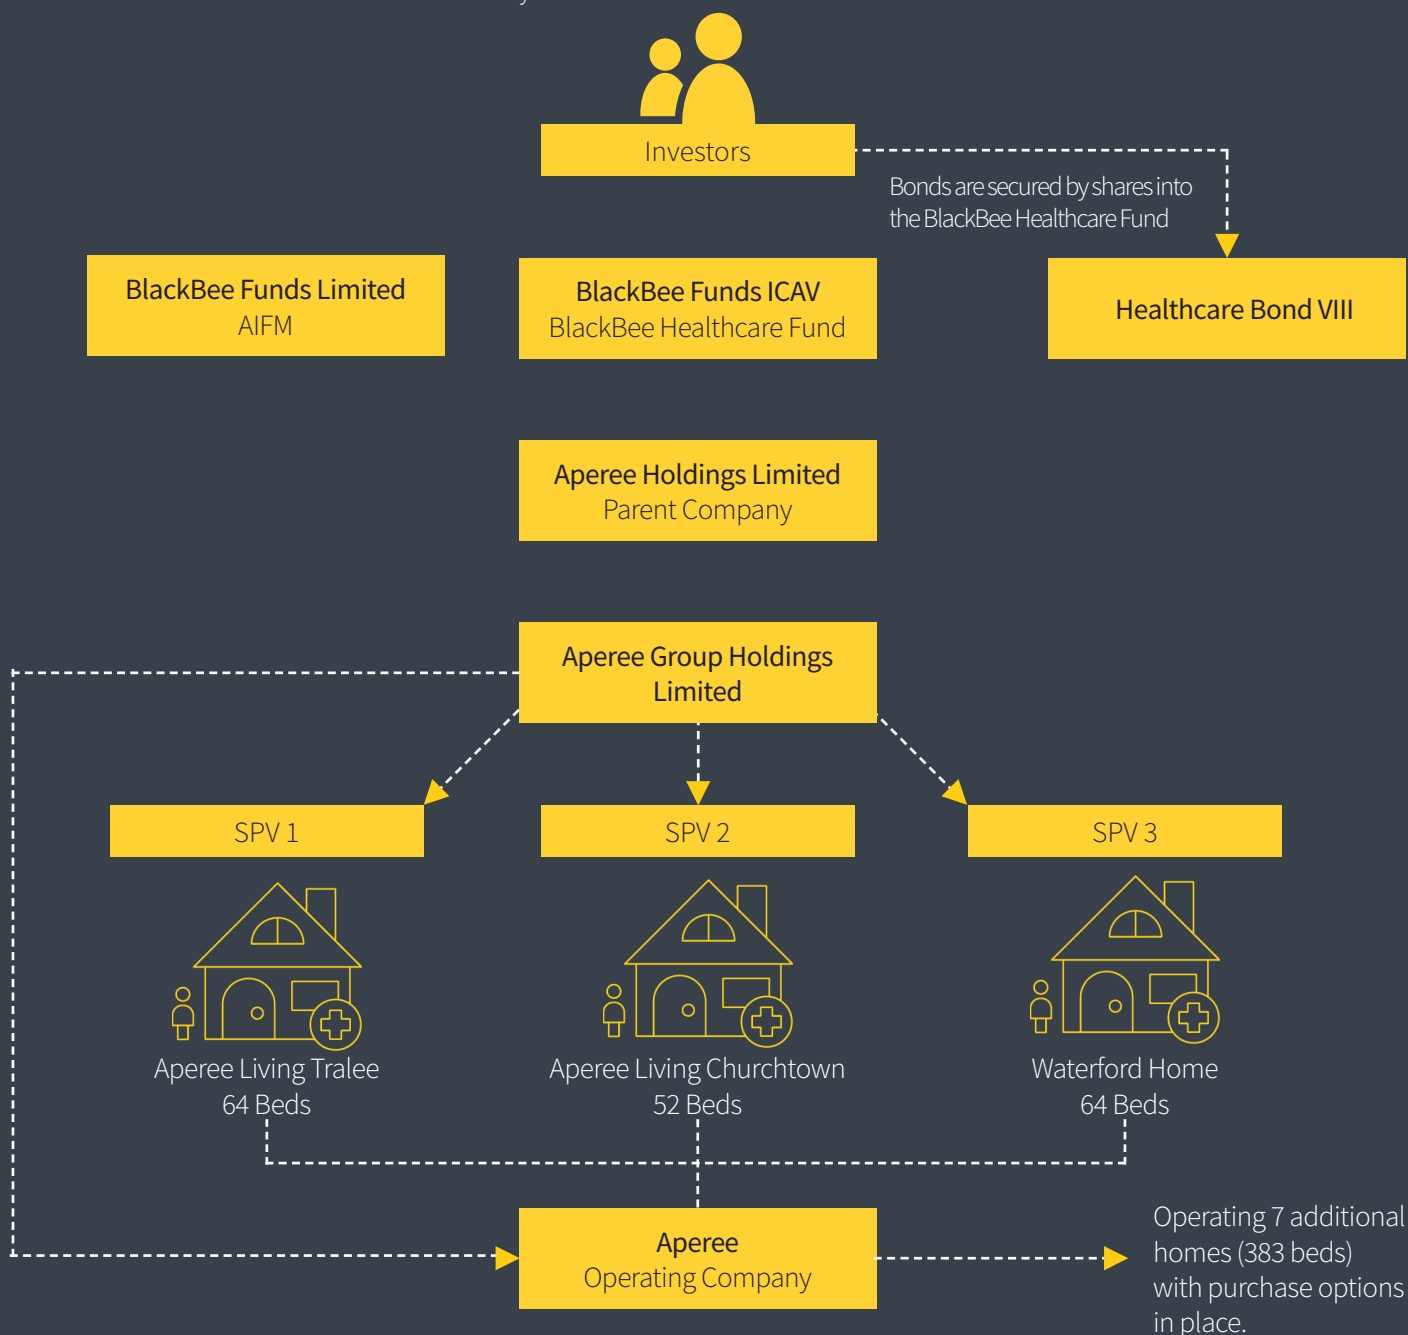 Investors
Bonds are secured by shares into
the BlackBee Healthcare Fund
BlackBee Funds Limited
AIFM
BlackBee Funds ICAV
BlackBee Healthcare Fund
Healthcare Bond VIII
Aperee Holdings Limited
Parent Company
Aperee Group Holdings
Limited
SPV 1
SPV 2
SPV 3
Aperee Living Tralee
64 Beds
Aperee Living Churchtown
52 Beds
Waterford Home
64 Beds
Aperee
Operating Company
Operating 7 additional
homes (383 beds)
with purchase options
in place.